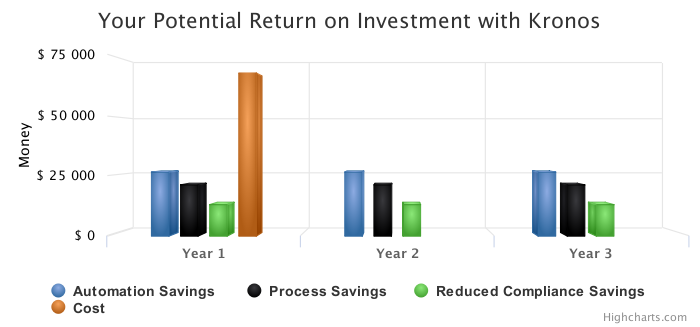 Your Potential Return on Investment with Kronos
$ 75 000
$ 50 000
$ 25 000
$ 0
Money
Year 1
Year 2
Year 3
Automation Savings
Process Savings
Reduced Compliance Savings
Cost
Highcharts.com